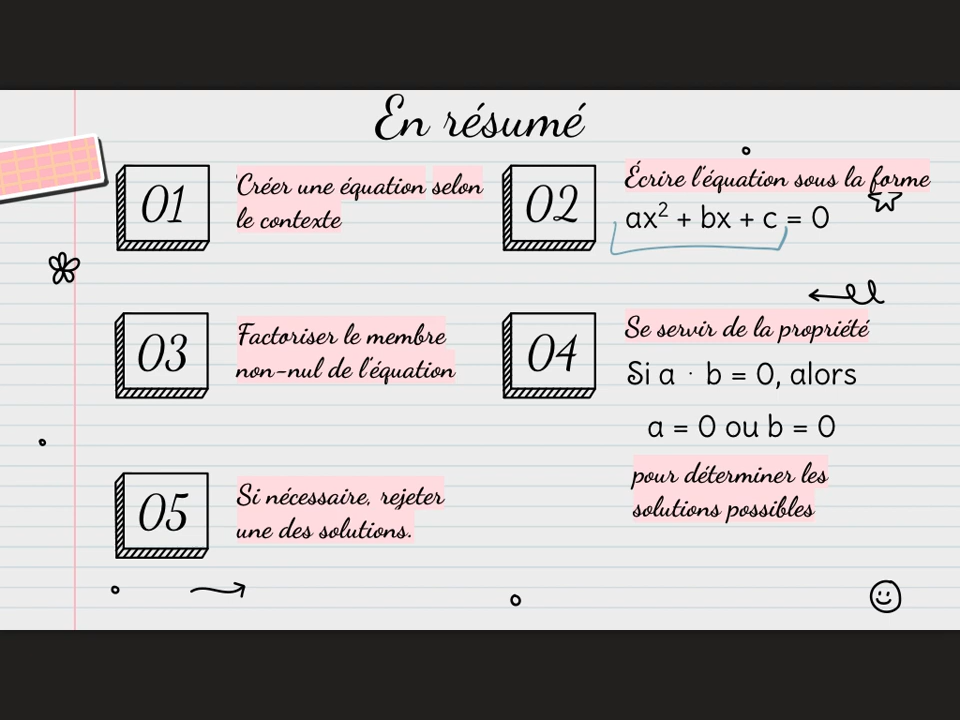 En résumé
01
Créer une équation selon
le contexte
02
Écrire l'équation sous la forme
ax² + bx + c = 0
03
Factoriser le membre
non-nul de l'équation
04
Se servir de la propriété
Si a · b = 0, alors
a = 0 ou b = 0
pour déterminer les
solutions possibles
05
Si nécessaire, rejeter
une des solutions.